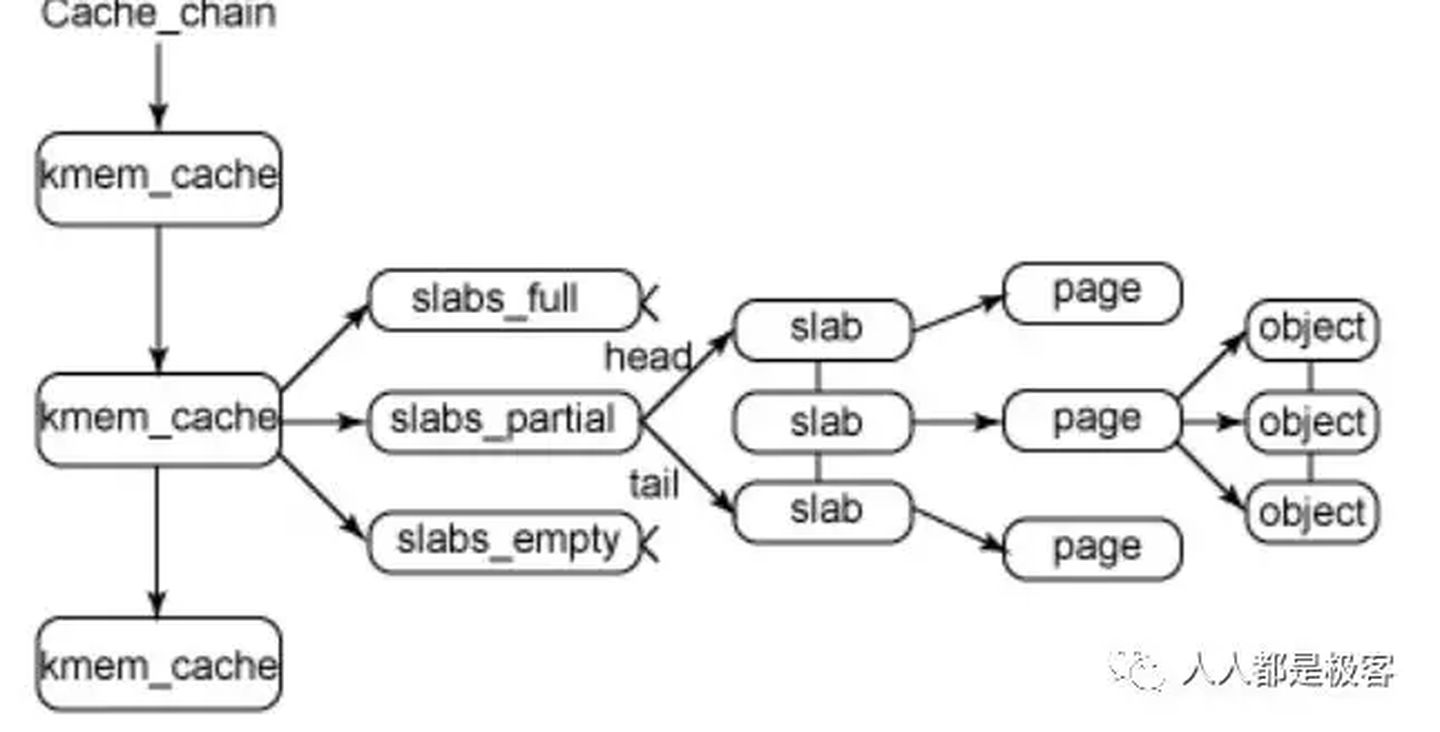 Cache_chain
kmem_cache
kmem_cache
kmem_cache
slabs_full
slabs_partial
slabs_empty
head
tail
slab
slab
slab
page
page
page
object
object
object
人人都是极客